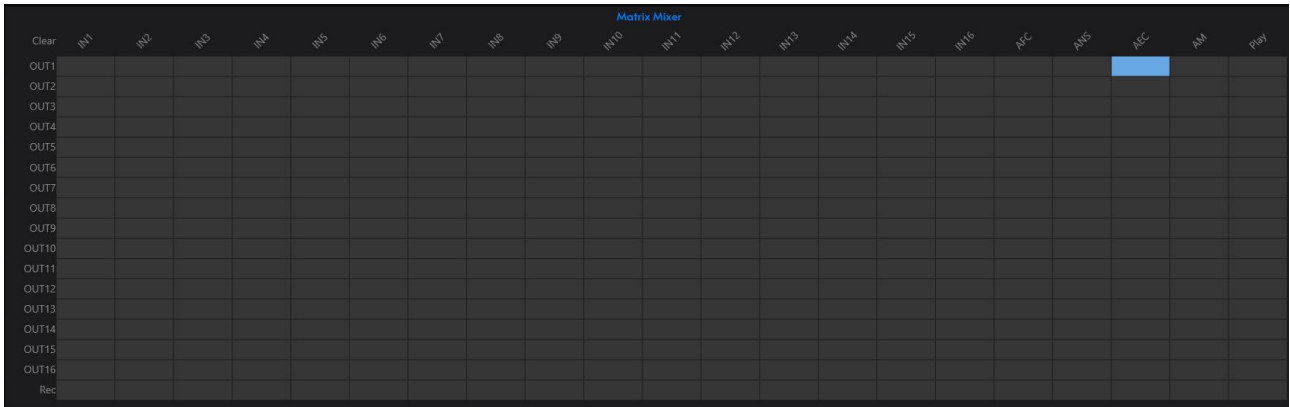 Matrix Mixer
Clear IN1 IN2 IN3 IN4 IN5 IN6 IN7 IN8 IN9 IN10 IN11 IN12 IN13 IN14 IN15 IN16 AFC ANS AEC AM Play
OUT1
OUT2
OUT3
OUT4
OUT5
OUT6
OUT7
OUT8
OUT9
OUT10
OUT11
OUT12
OUT13
OUT14
OUT15
OUT16
Rec